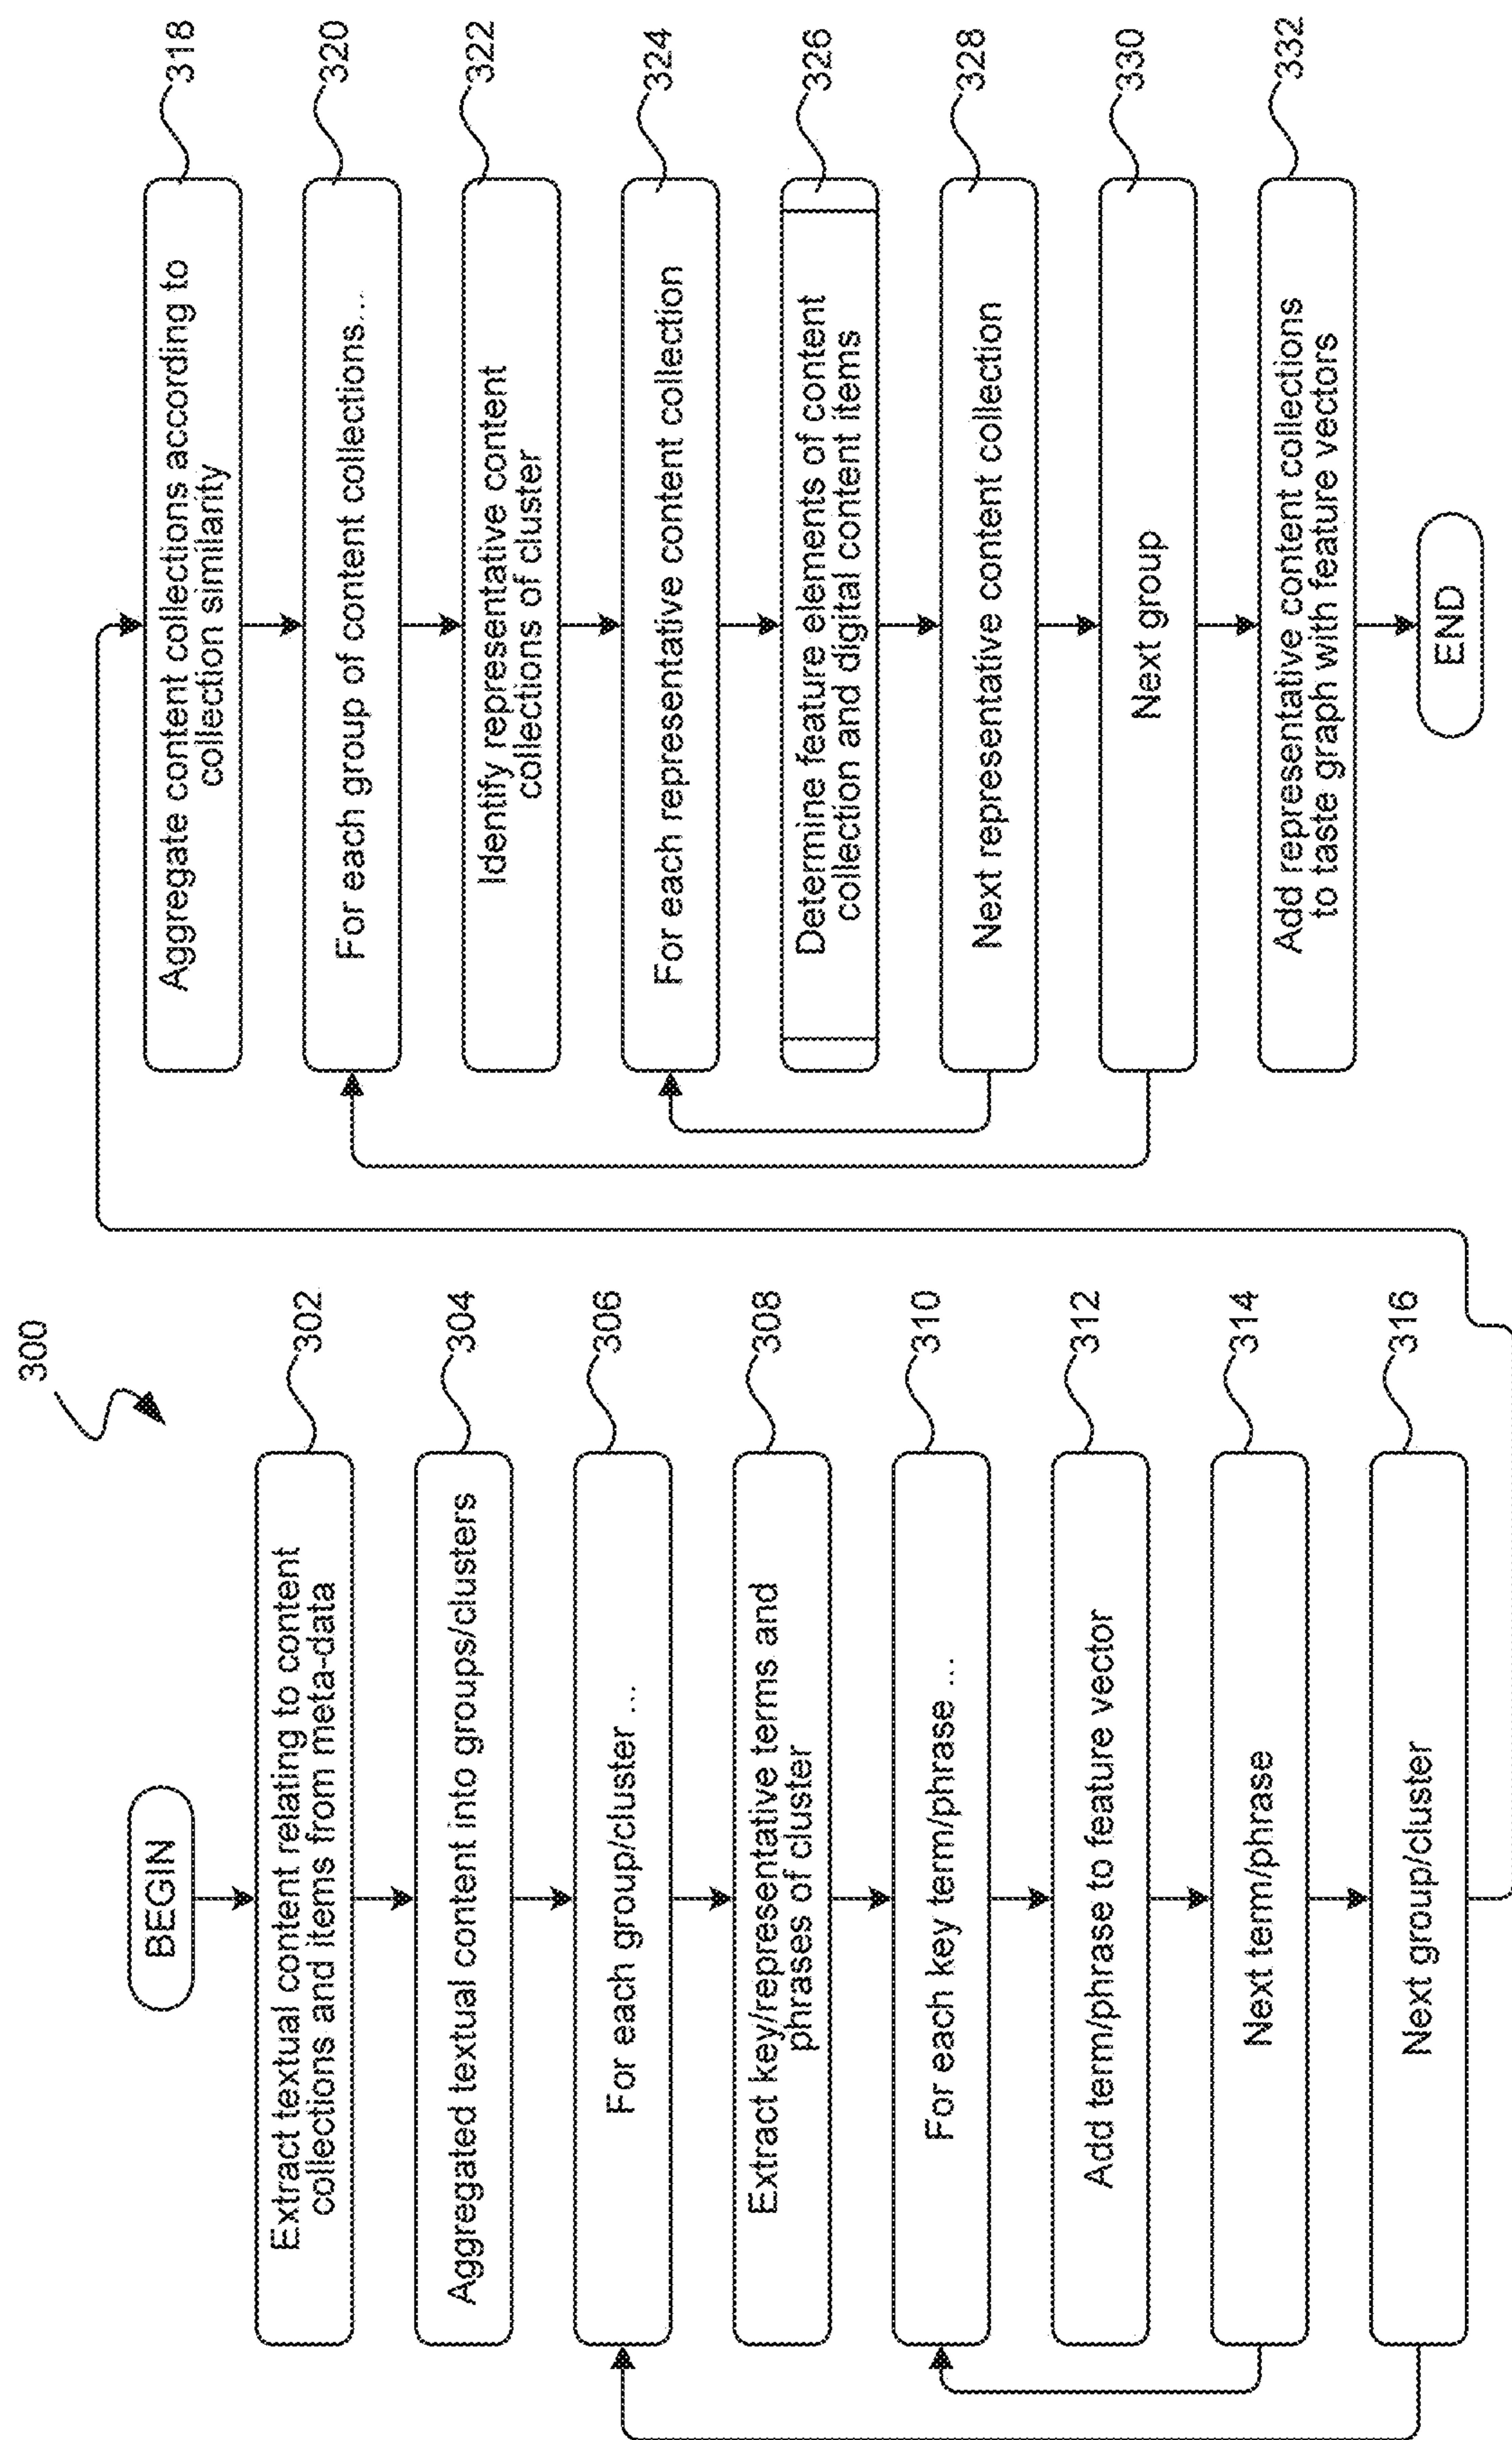 300
BEGIN
Extract textual content relating to content
collections and items from meta-data
302
Aggregated textual content into groups/clusters
304
For each group/cluster ...
306
Extract key/representative terms and
phrases of cluster
308
For each key term/phrase ...
310
Add term/phrase to feature vector
312
Next term/phrase
314
Next group/cluster
316
Aggregate content collections according to
collection similarity
318
For each group of content collections...
320
Identify representative content
collections of cluster
322
For each representative content collection
324
Determine feature elements of content
collection and digital content items
326
Next representative content collection
328
Next group
330
Add representative content collections
to taste graph with feature vectors
332
END